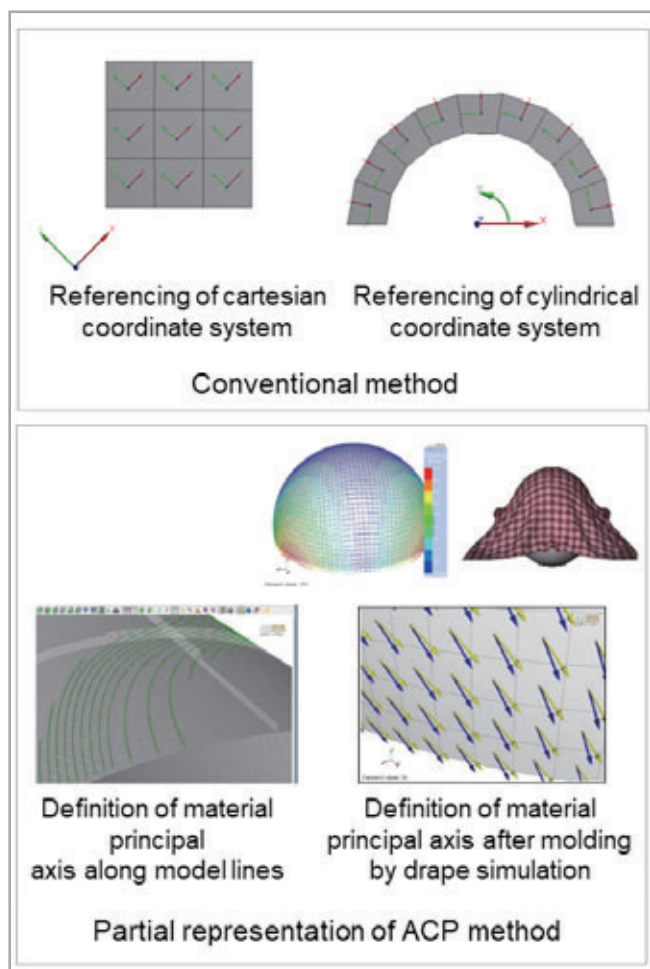 Referencing of cartesian
coordinate system
Referencing of cylindrical
coordinate system
Conventional method
Definition of material
principal
axis along model lines
Definition of material
principal axis after molding
by drape simulation
Partial representation of ACP method